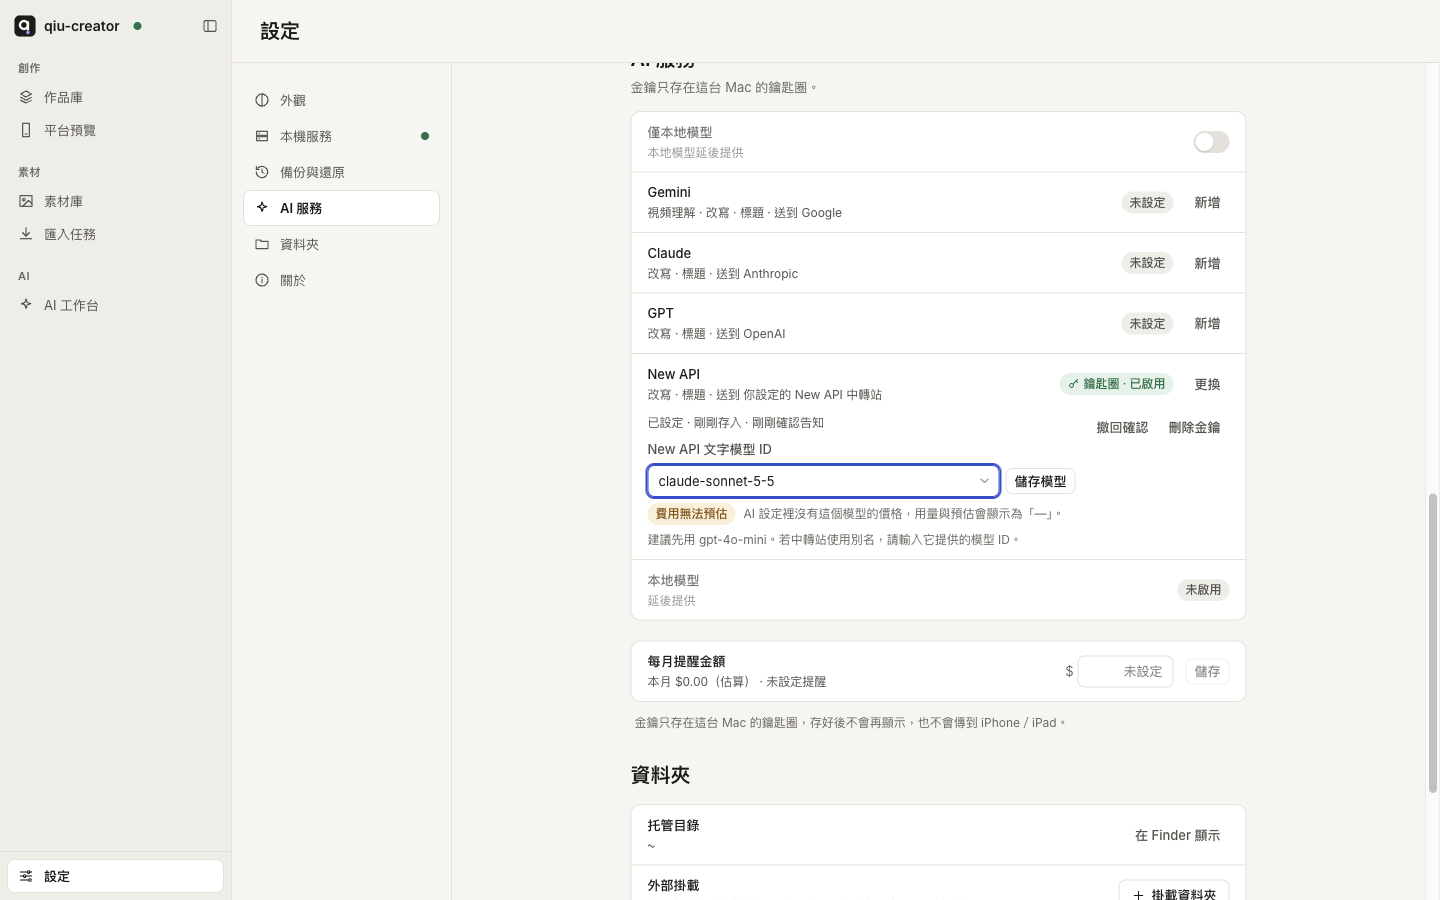 qiu-creator
創作
作品庫
平台預覽
素材
素材庫
匯入任務
AI
AI 工作台
設定
設定
外觀
本機服務
備份與還原
AI 服務
資料夾
關於
AI 服務
金鑰只存在這台 Mac 的鑰匙圈。
僅本地模型
本地模型延後提供
Gemini
視頻理解 · 改寫 · 標題 · 送到 Google
未設定
新增
Claude
改寫 · 標題 · 送到 Anthropic
未設定
新增
GPT
改寫 · 標題 · 送到 OpenAI
未設定
新增
New API
改寫 · 標題 · 送到 你設定的 New API 中轉站
鑰匙圈 · 已啟用
更換
已設定 · 剛剛存入 · 剛剛確認告知
撤回確認
刪除金鑰
New API 文字模型 ID
claude-sonnet-5-5
儲存模型
費用無法預估
AI 設定裡沒有這個模型的價格，用量與預估會顯示為「—」。
建議先用 gpt-4o-mini。若中轉站使用別名，請輸入它提供的模型 ID。
本地模型
延後提供
未啟用
每月提醒金額
本月 $0.00（估算） · 未設定提醒
$ 未設定
儲存
金鑰只存在這台 Mac 的鑰匙圈，存好後不會再顯示，也不會傳到 iPhone / iPad。
資料夾
托管目錄
~
在 Finder 顯示
外部掛載
＋ 掛載資料夾